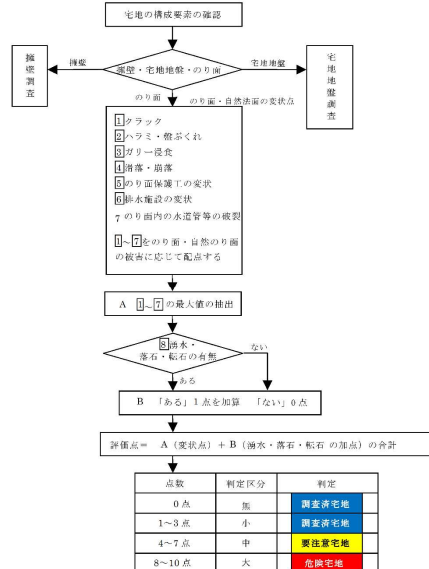 宅地の構成要素の確認
擁壁調査
擁壁
擁壁・宅地地盤・のり面
宅地地盤
宅地地盤調査
のり面
のり面・自然法面の変状点
1クラック
2ハラミ・盤ぶくれ
3ガリー浸食
4滑落・崩落
5のり面保護工の変状
6排水施設の変状
7 のり面内の水道管等の破裂
1～7をのり面・自然のり面
の被害に応じて配点する
A 1～7の最大値の抽出
8湧水・
落石・転石の有無
ない
ある
B 「ある」1点を加算 「ない」0点
評価点＝ A（変状点）＋B（湧水・落石・転石 の加点）の合計
点数 判定区分 判定
0点 無 調査済宅地
1～3点 小 調査済宅地
4～7点 中 要注意宅地
8～10点 大 危険宅地